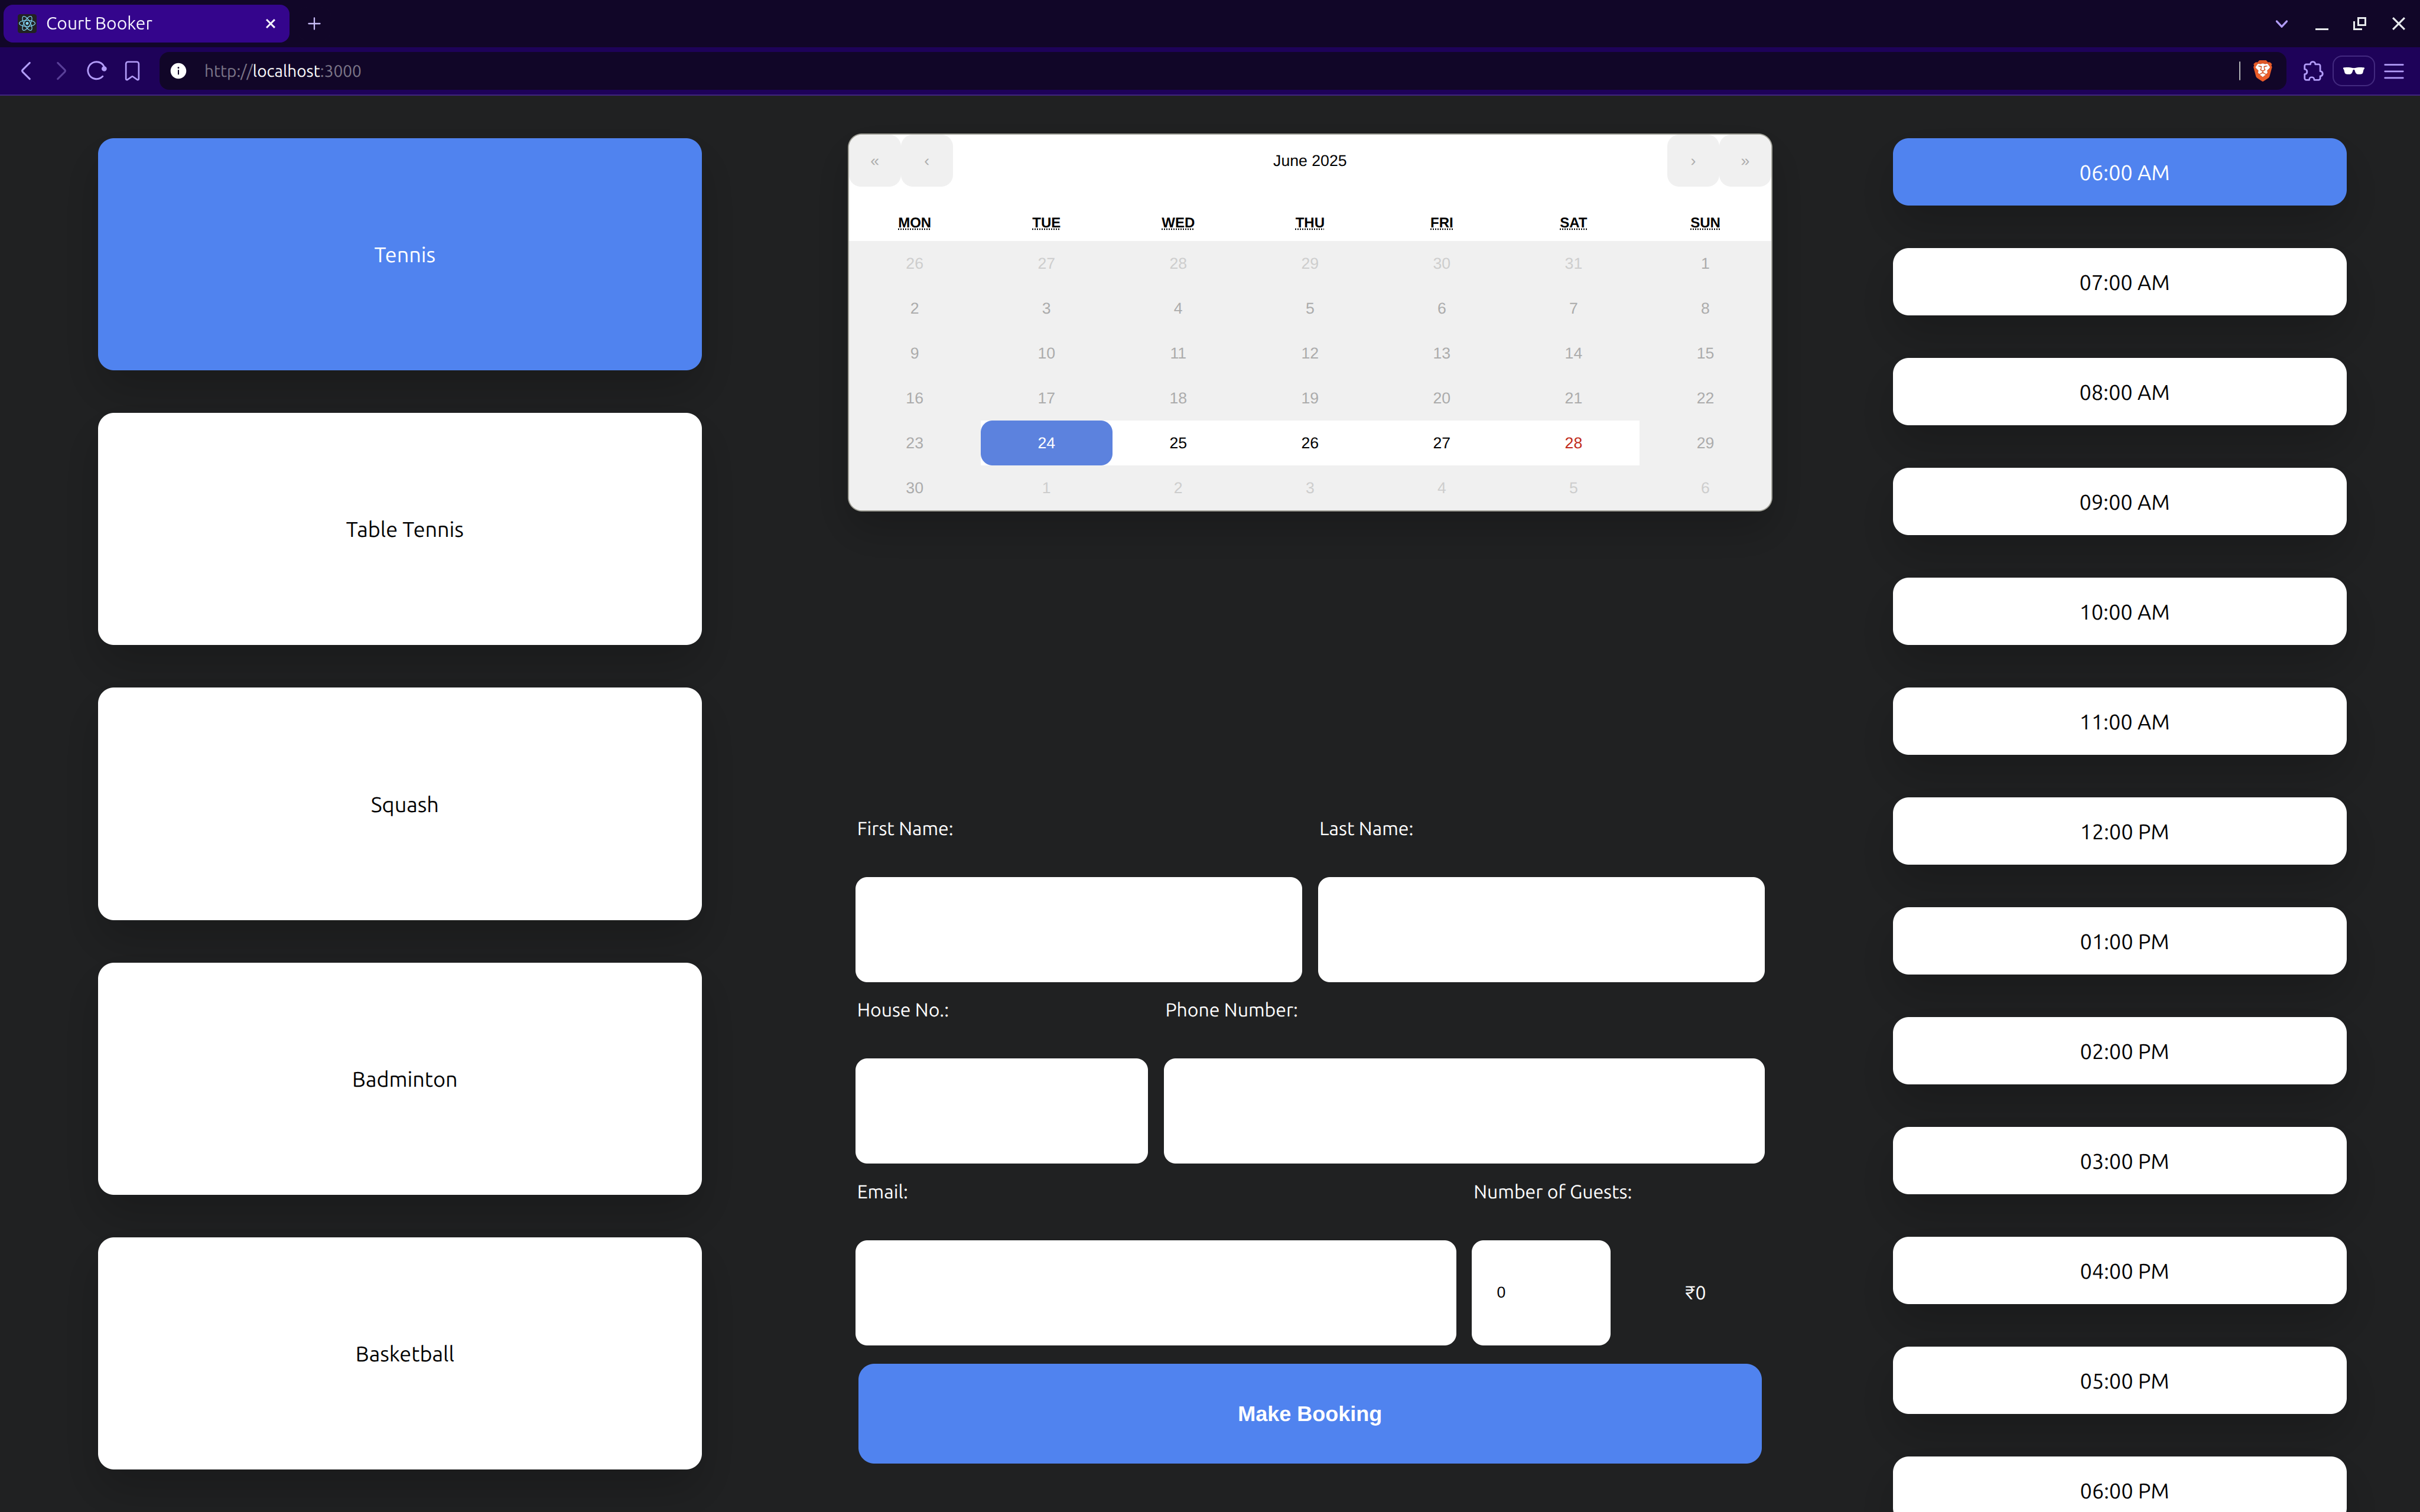 Court Booker
http://localhost:3000
Tennis
Table Tennis
Squash
Badminton
Basketball
« ‹ June 2025 › »
MON TUE WED THU FRI SAT SUN
26 27 28 29 30 31 1
2 3 4 5 6 7 8
9 10 11 12 13 14 15
16 17 18 19 20 21 22
23 24 25 26 27 28 29
30 1 2 3 4 5 6
First Name: Last Name:
House No.: Phone Number:
Email: Number of Guests:
0 ₹0
Make Booking
06:00 AM
07:00 AM
08:00 AM
09:00 AM
10:00 AM
11:00 AM
12:00 PM
01:00 PM
02:00 PM
03:00 PM
04:00 PM
05:00 PM
06:00 PM